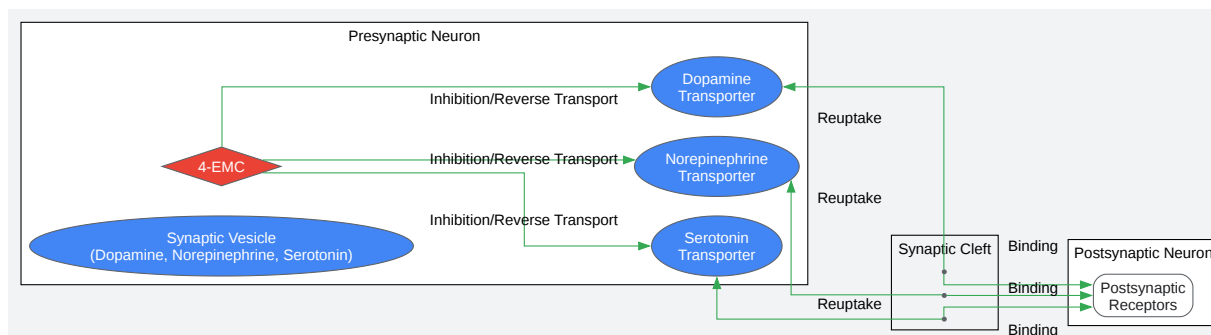 Presynaptic Neuron
Dopamine
Transporter
Inhibition/Reverse Transport
Reuptake
4-EMC
Inhibition/Reverse Transport
Norepinephrine
Transporter
Reuptake
Inhibition/Reverse Transport
Synaptic Vesicle
(Dopamine, Norepinephrine, Serotonin)
Serotonin
Transporter
Synaptic Cleft
Binding
Postsynaptic Neuron
Binding
Postsynaptic
Receptors
Reuptake
Binding